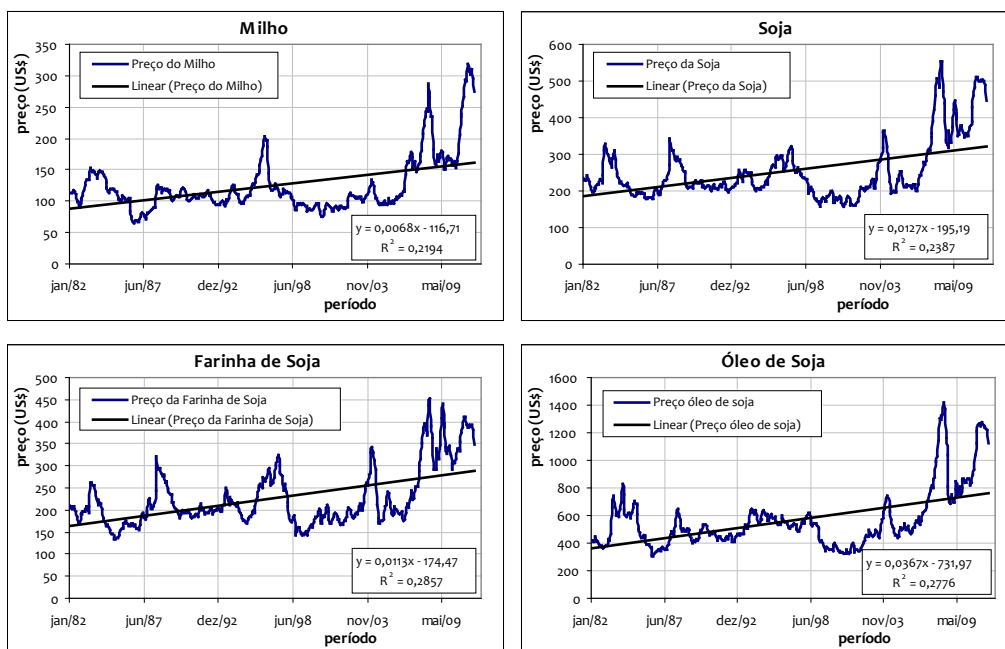 Milho
preço (US$)
350
300
250
200
150
100
50
0
Preço do Milho
Linear (Preço do Milho)
y = 0,0068x - 116,71
R² = 0,2194
jan/82 jun/87 dez/92 jun/98 nov/03 mai/09
período
Soja
preço (US$)
600
500
400
300
200
100
0
Preço da Soja
Linear (Preço da Soja)
y = 0,0127x - 195,19
R² = 0,2387
jan/82 jun/87 dez/92 jun/98 nov/03 mai/09
período
Farinha de Soja
preço (US$)
500
450
400
350
300
250
200
150
100
50
0
Preço da Farinha de Soja
Linear (Preço da Farinha de Soja)
y = 0,0113x - 174,47
R² = 0,2857
jan/82 jun/87 dez/92 jun/98 nov/03 mai/09
período
Óleo de Soja
preço (US$)
1600
1400
1200
1000
800
600
400
200
0
Preço óleo de soja
Linear (Preço óleo de soja)
y = 0,0367x - 731,97
R² = 0,2776
jan/82 jun/87 dez/92 jun/98 nov/03 mai/09
período